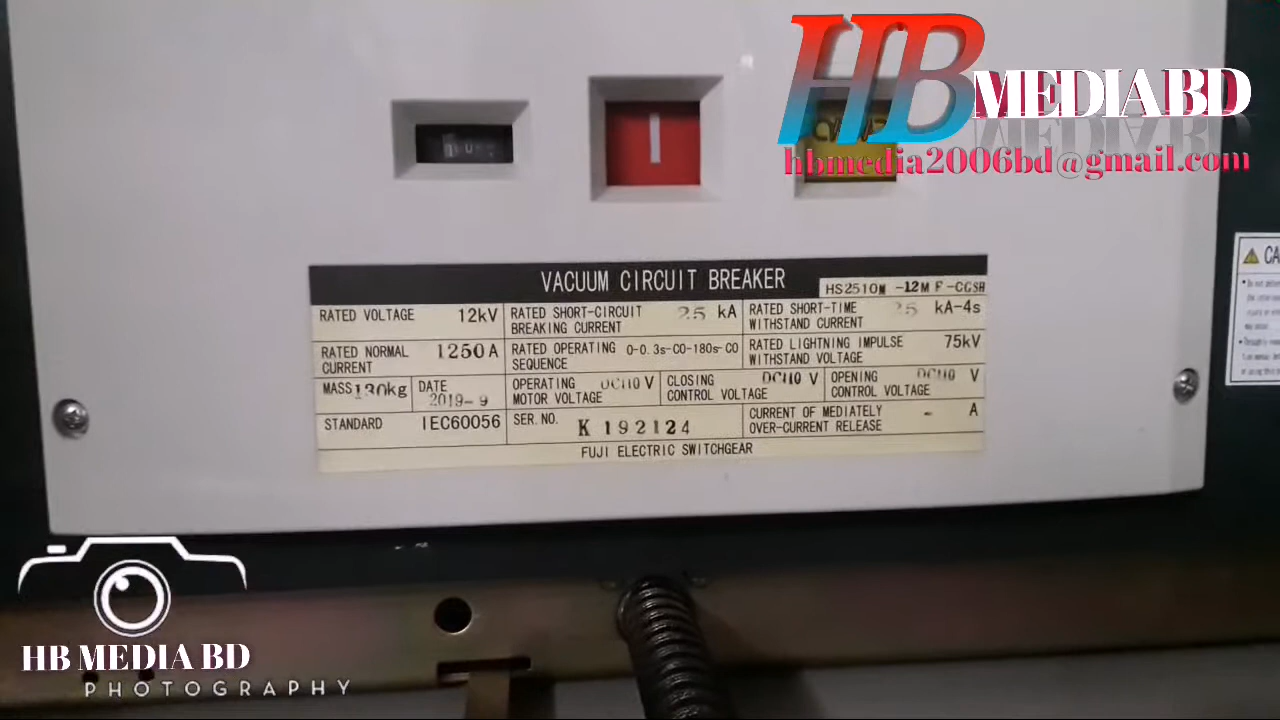 HB MEDIA BD
hbmedia2006bd@gmail.com
I
CA
VACUUM CIRCUIT BREAKER
HS2510M -12M F -CGSH
RATED VOLTAGE 12kV
RATED SHORT-CIRCUIT BREAKING CURRENT 25 kA
RATED SHORT-TIME WITHSTAND CURRENT 25 kA-4s
RATED NORMAL CURRENT 1250A
RATED OPERATING SEQUENCE 0-0.3s-CO-180s-CO
RATED LIGHTNING IMPULSE WITHSTAND VOLTAGE 75kV
MASS 130kg
DATE 2019-9
OPERATING MOTOR VOLTAGE DC110 V
CLOSING CONTROL VOLTAGE DC110 V
OPENING CONTROL VOLTAGE DC110 V
STANDARD IEC60056
SER.NO. K 192124
CURRENT OF MEDIATELY OVER-CURRENT RELEASE - A
FUJI ELECTRIC SWITCHGEAR
HB MEDIA BD
PHOTOGRAPHY